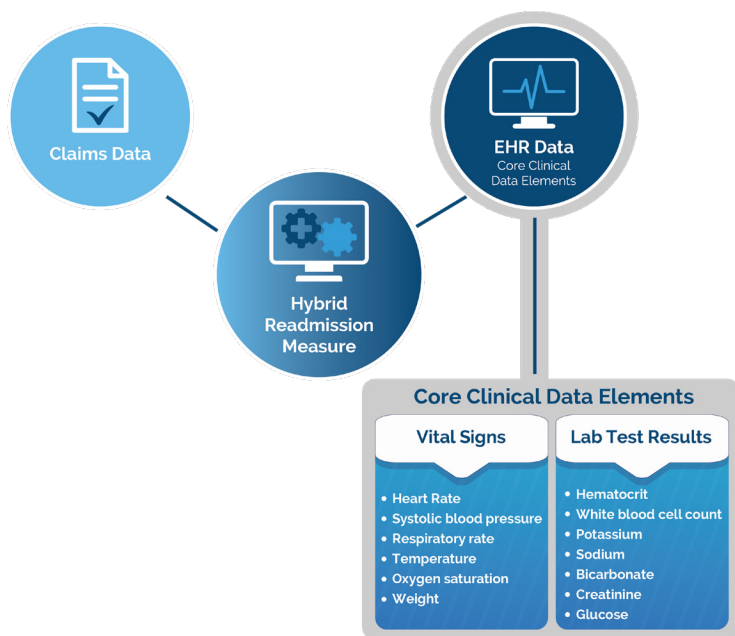 Claims Data
EHR Data
Core Clinical
Data Elements
Hybrid
Readmission
Measure
Core Clinical Data Elements
Vital Signs
• Heart Rate
• Systolic blood pressure
• Respiratory rate
• Temperature
• Oxygen saturation
• Weight
Lab Test Results
• Hematocrit
• White blood cell count
• Potassium
• Sodium
• Bicarbonate
• Creatinine
• Glucose